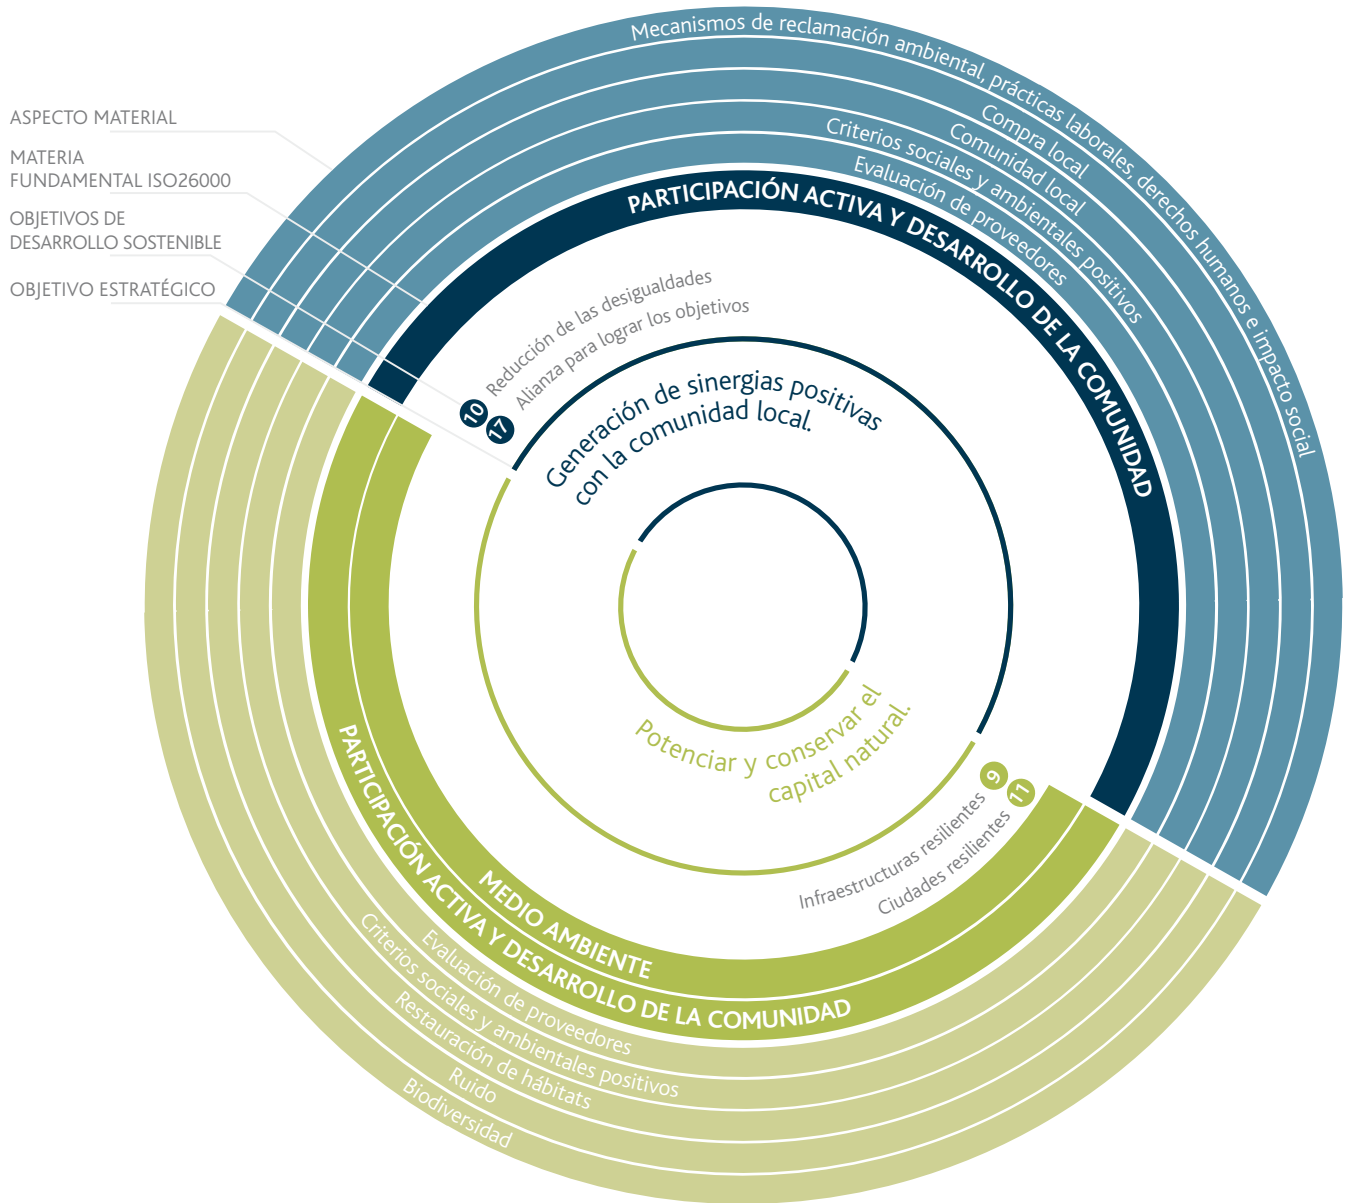 Mecanismos de reclamación ambiental, prácticas laborales, derechos humanos e impacto social
Compra local
Comunidad local
Criterios sociales y ambientales positivos
Evaluación de proveedores
PARTICIPACIÓN ACTIVA Y DESARROLLO DE LA COMUNIDAD
ASPECTO MATERIAL
MATERIA
FUNDAMENTAL ISO26000
OBJETIVOS DE
DESARROLLO SOSTENIBLE
OBJETIVO ESTRATÉGICO
10 Reducción de las desigualdades
17 Alianza para lograr los objetivos
Generación de sinergias positivas
con la comunidad local.
Potenciar y conservar el
capital natural.
Infraestructuras resilientes 9
Ciudades resilientes 11
MEDIO AMBIENTE
PARTICIPACIÓN ACTIVA Y DESARROLLO DE LA COMUNIDAD
Evaluación de proveedores
Criterios sociales y ambientales positivos
Restauración de hábitats
Ruido
Biodiversidad